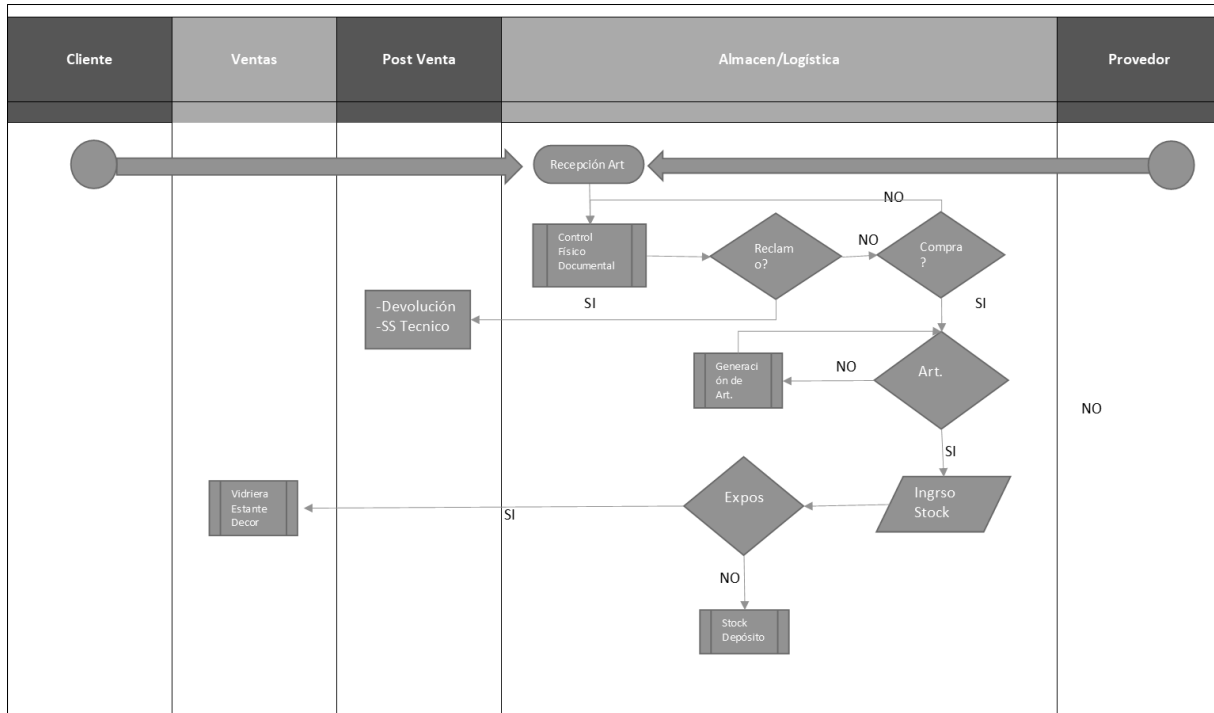 Cliente
Ventas
Post Venta
Almacen/Logística
Provedor
Recepción Art
NO
Control
Físico
Documental
Reclam
o?
NO
Compra
?
SI
SI
-Devolución
-SS Tecnico
Generaci
ón de
Art.
NO
Art.
NO
SI
Vidriera
Estante
Decor
SI
Expos
Ingrso
Stock
NO
Stock
Depósito